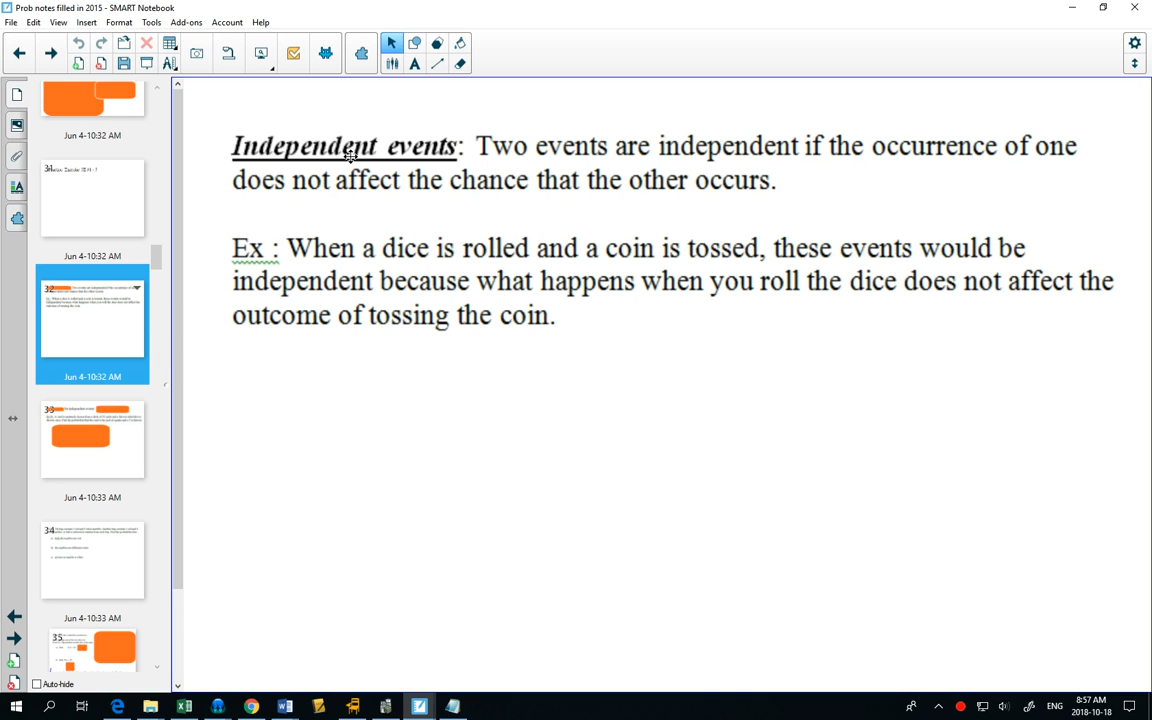 Prob notes filled in 2015 - SMART Notebook
File Edit View Insert Format Tools Add-ons Account Help
Jun 4-10:32 AM
31
Jun 4-10:32 AM
32
Jun 4-10:32 AM
33
Jun 4-10:33 AM
34
Jun 4-10:33 AM
35
Auto-hide
Independent events: Two events are independent if the occurrence of one
does not affect the chance that the other occurs.
Ex : When a dice is rolled and a coin is tossed, these events would be
independent because what happens when you roll the dice does not affect the
outcome of tossing the coin.
ENG
8:57 AM
2018-10-18